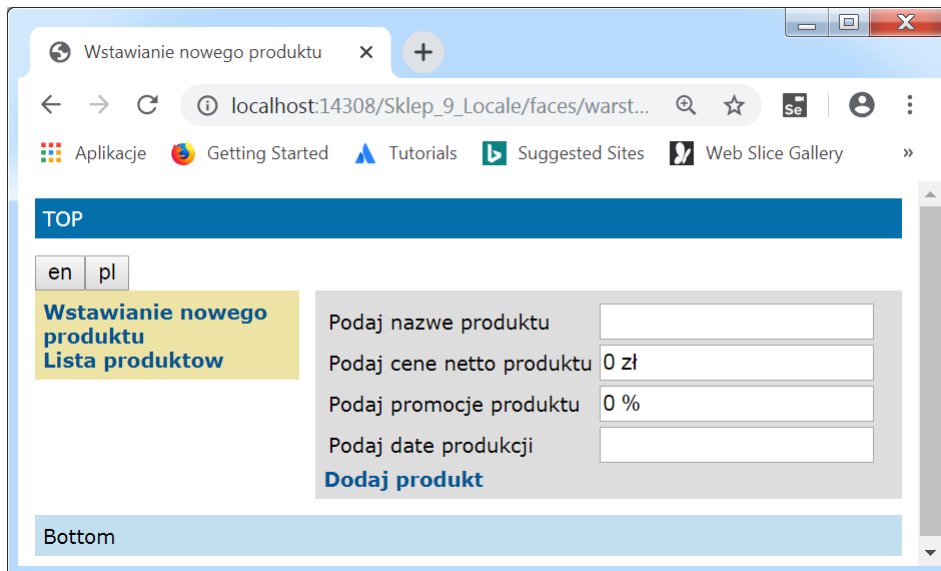 Wstawianie nowego produktu
localhost:14308/Sklep_9_Locale/faces/warst...
Se
Aplikacje Getting Started Tutorials Suggested Sites Web Slice Gallery »
TOP
en pl
Wstawianie nowego
produktu
Lista produktow
Podaj nazwe produktu
Podaj cene netto produktu 0 zł
Podaj promocje produktu 0 %
Podaj date produkcji
Dodaj produkt
Bottom